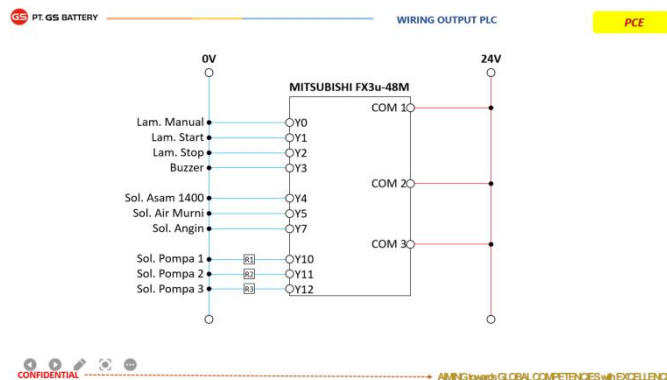 GS PT. GS BATTERY
WIRING OUTPUT PLC
PCE
0V
24V
MITSUBISHI FX3u-48M
COM 1
Lam. Manual Y0
Lam. Start Y1
Lam. Stop Y2
Buzzer Y3
COM 2
Sol. Asam 1400 Y4
Sol. Air Murni Y5
Sol. Angin Y7
COM 3
Sol. Pompa 1 R1 Y10
Sol. Pompa 2 R2 Y11
Sol. Pompa 3 R3 Y12
CONFIDENTIAL
AIMING towards GLOBAL COMPETENCIES with EXCELLENC